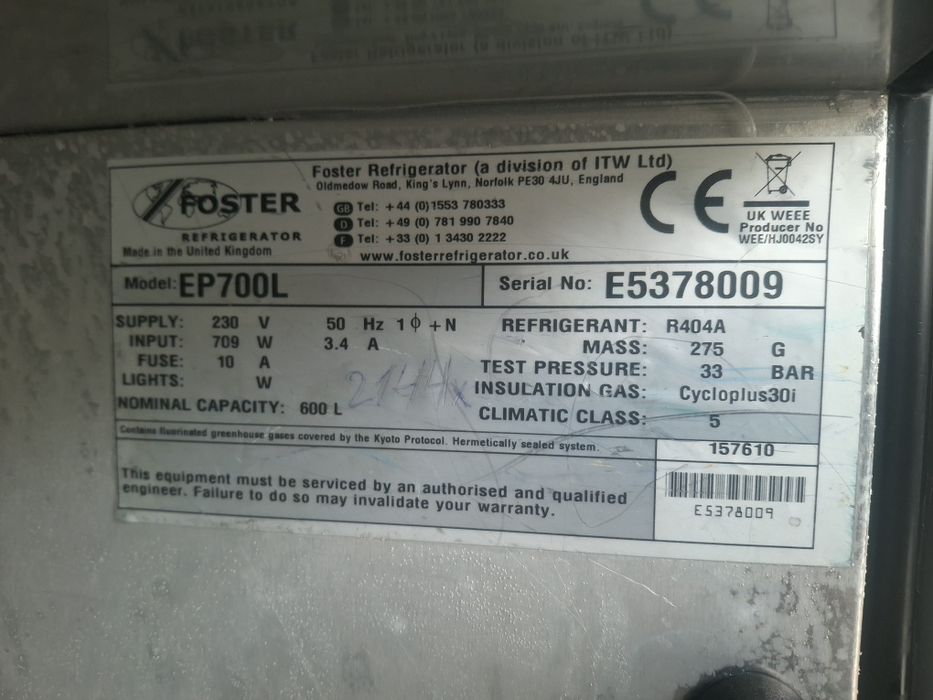 Foster Refrigerator (a division of ITW Ltd)
Oldmedow Road, King's Lynn, Norfolk PE30 4JU, England
FOSTER
REFRIGERATOR
Made in the United Kingdom
GB Tel: +44 (0)1553 780333
D Tel: +49 (0) 781 990 7840
F Tel: +33 (0) 1 3430 2222
www.fosterrefrigerator.co.uk
CE
UK WEEE
Producer No
WEE/HJ0042SY
Model: EP700L
Serial No: E5378009
SUPPLY: 230 V 50 Hz 1 ϕ + N
INPUT: 709 W 3.4 A
FUSE: 10 A
LIGHTS: W
NOMINAL CAPACITY: 600 L
REFRIGERANT: R404A
MASS: 275 G
TEST PRESSURE: 33 BAR
INSULATION GAS: Cycloplus30i
CLIMATIC CLASS: 5
Contains fluorinated greenhouse gases covered by the Kyoto Protocol. Hermetically sealed system.
157610
This equipment must be serviced by an authorised and qualified
engineer. Failure to do so may invalidate your warranty.
E5378009